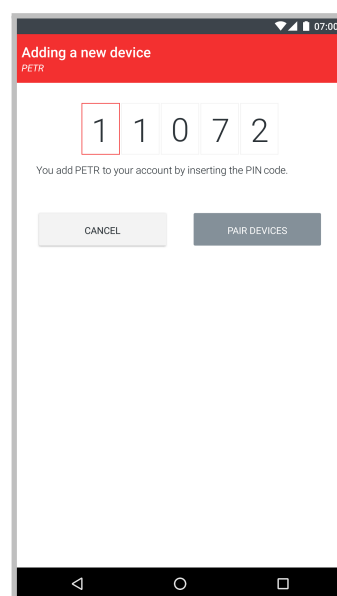 07:00
Adding a new device
PETR
1 1 0 7 2
You add PETR to your account by inserting the PIN code.
CANCEL PAIR DEVICES